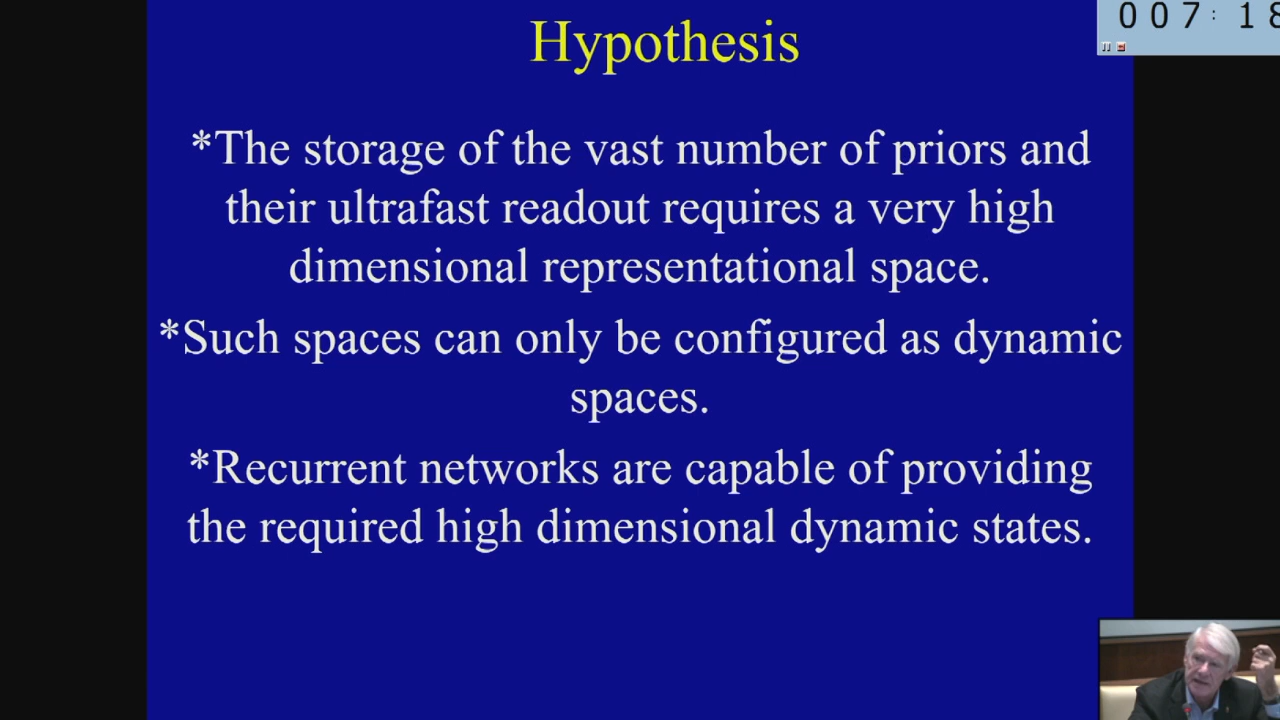 Hypothesis
007:18
*The storage of the vast number of priors and
their ultrafast readout requires a very high
dimensional representational space.
*Such spaces can only be configured as dynamic
spaces.
*Recurrent networks are capable of providing
the required high dimensional dynamic states.